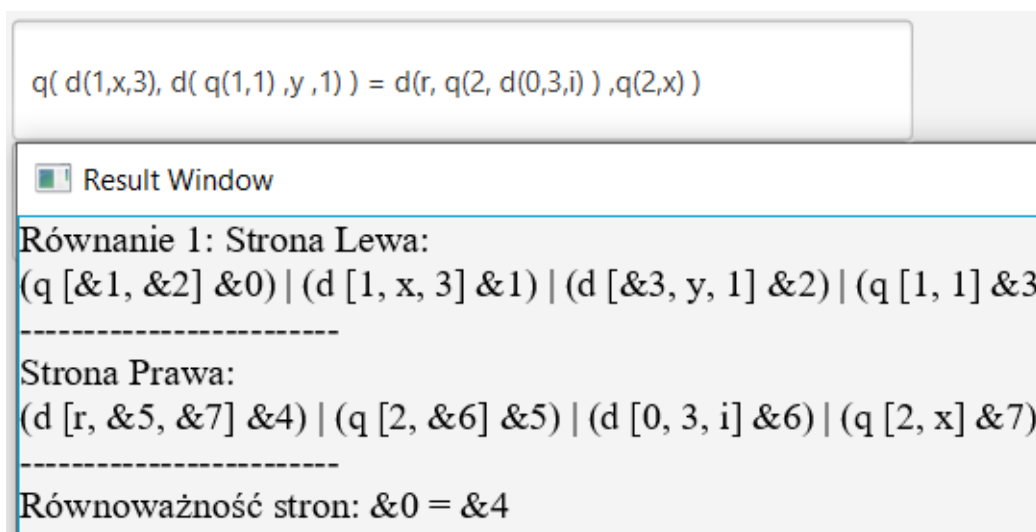 q( d(1,x,3), d( q(1,1) ,y ,1) ) = d(r, q(2, d(0,3,i) ) ,q(2,x) )
Result Window
Równanie 1: Strona Lewa:
(q [&1, &2] &0) | (d [1, x, 3] &1) | (d [&3, y, 1] &2) | (q [1, 1] &3
-------------------------
Strona Prawa:
(d [r, &5, &7] &4) | (q [2, &6] &5) | (d [0, 3, i] &6) | (q [2, x] &7)
-------------------------
Równoważność stron: &0 = &4